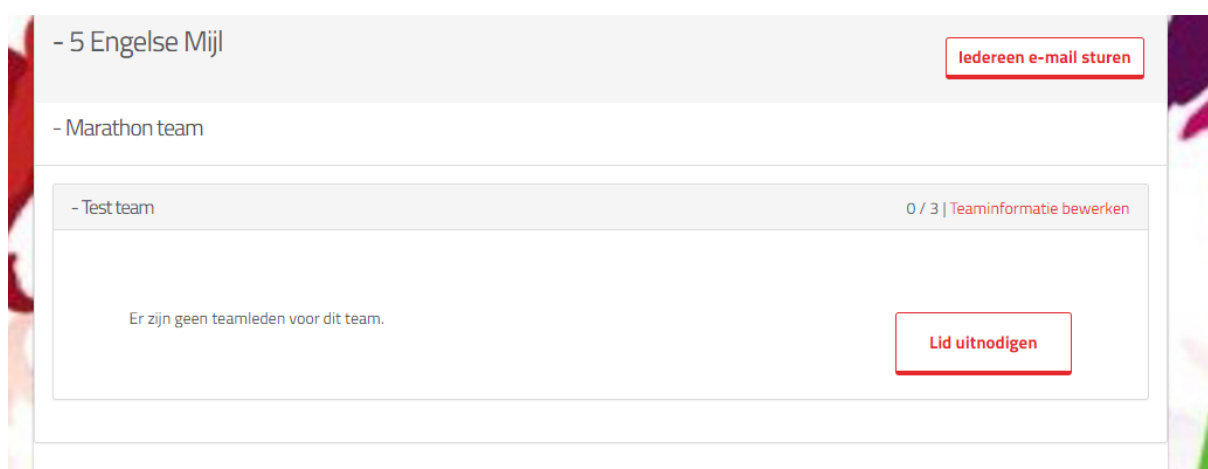 - 5 Engelse Mijl
Iedereen e-mail sturen
- Marathon team
- Test team
0 / 3 | Teaminformatie bewerken
Er zijn geen teamleden voor dit team.
Lid uitnodigen